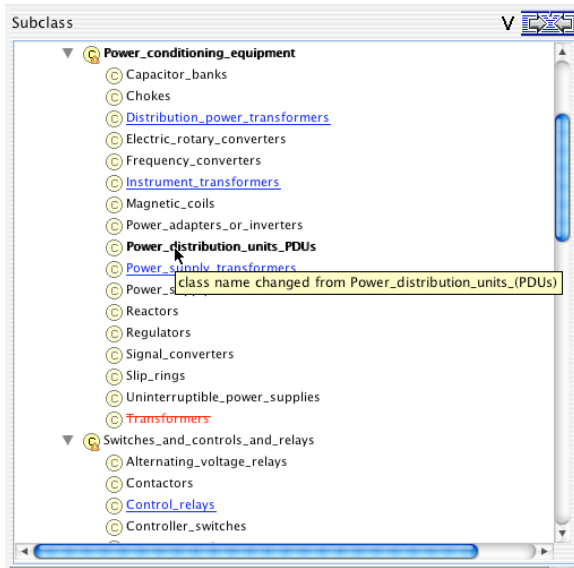 Subclass V
Power_conditioning_equipment
C Capacitor_banks
C Chokes
C Distribution_power_transformers
C Electric_rotary_converters
C Frequency_converters
C Instrument_transformers
C Magnetic_coils
C Power_adapters_or_inverters
C Power_distribution_units_PDUs
C Power_supply_transformers
class name changed from Power_distribution_units_(PDUs)
C Reactors
C Regulators
C Signal_converters
C Slip_rings
C Uninterruptible_power_supplies
C Transformers
C Switches_and_controls_and_relays
C Alternating_voltage_relays
C Contactors
C Control_relays
C Controller_switches